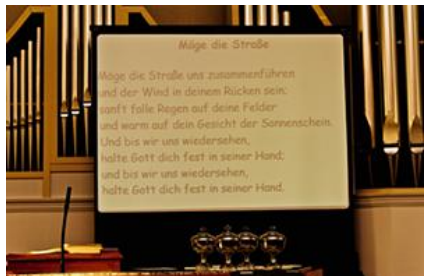 Möge die Straße
Möge die Straße uns zusammenführen
und der Wind in deinem Rücken sein;
sanft falle Regen auf deine Felder
und warm auf dein Gesicht der Sonnenschein.
Und bis wir uns wiedersehen,
halte Gott dich fest in seiner Hand;
und bis wir uns wiedersehen,
halte Gott dich fest in seiner Hand.